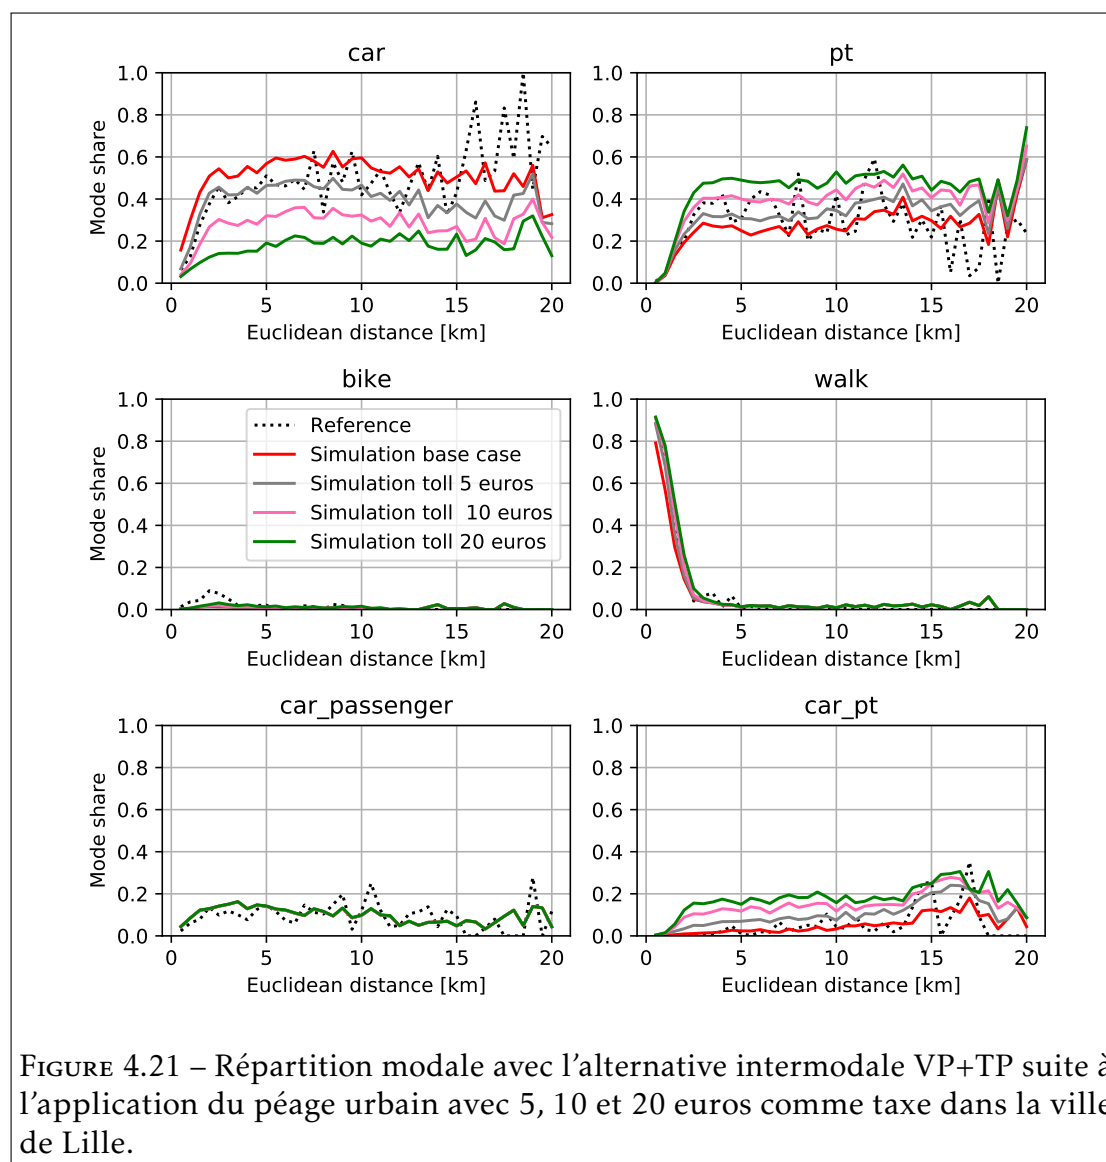 car
1.0
0.8
0.6
0.4
0.2
0.0
Mode share
0 5 10 15 20
Euclidean distance [km]
pt
1.0
0.8
0.6
0.4
0.2
0.0
0 5 10 15 20
Euclidean distance [km]
bike
1.0
0.8
0.6
0.4
0.2
0.0
Mode share
Reference
Simulation base case
Simulation toll 5 euros
Simulation toll 10 euros
Simulation toll 20 euros
0 5 10 15 20
Euclidean distance [km]
walk
1.0
0.8
0.6
0.4
0.2
0.0
0 5 10 15 20
Euclidean distance [km]
car_passenger
1.0
0.8
0.6
0.4
0.2
0.0
Mode share
0 5 10 15 20
Euclidean distance [km]
car_pt
1.0
0.8
0.6
0.4
0.2
0.0
0 5 10 15 20
Euclidean distance [km]
FIGURE 4.21 – Répartition modale avec l'alternative intermodale VP+TP suite à
l'application du péage urbain avec 5, 10 et 20 euros comme taxe dans la ville
de Lille.